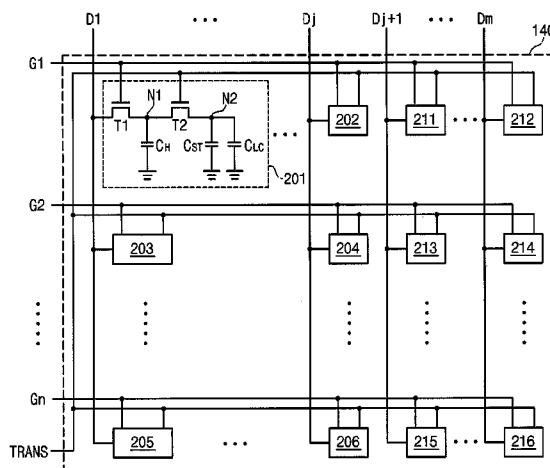 D1 ... Dj Dj+1 ... Dm
140
G1
N1 N2
T1 T2
CH CST CLC
... 202 211 ... 212
201
G2
203 204 213 214
Gn
205 ... 206 215 ... 216
TRANS